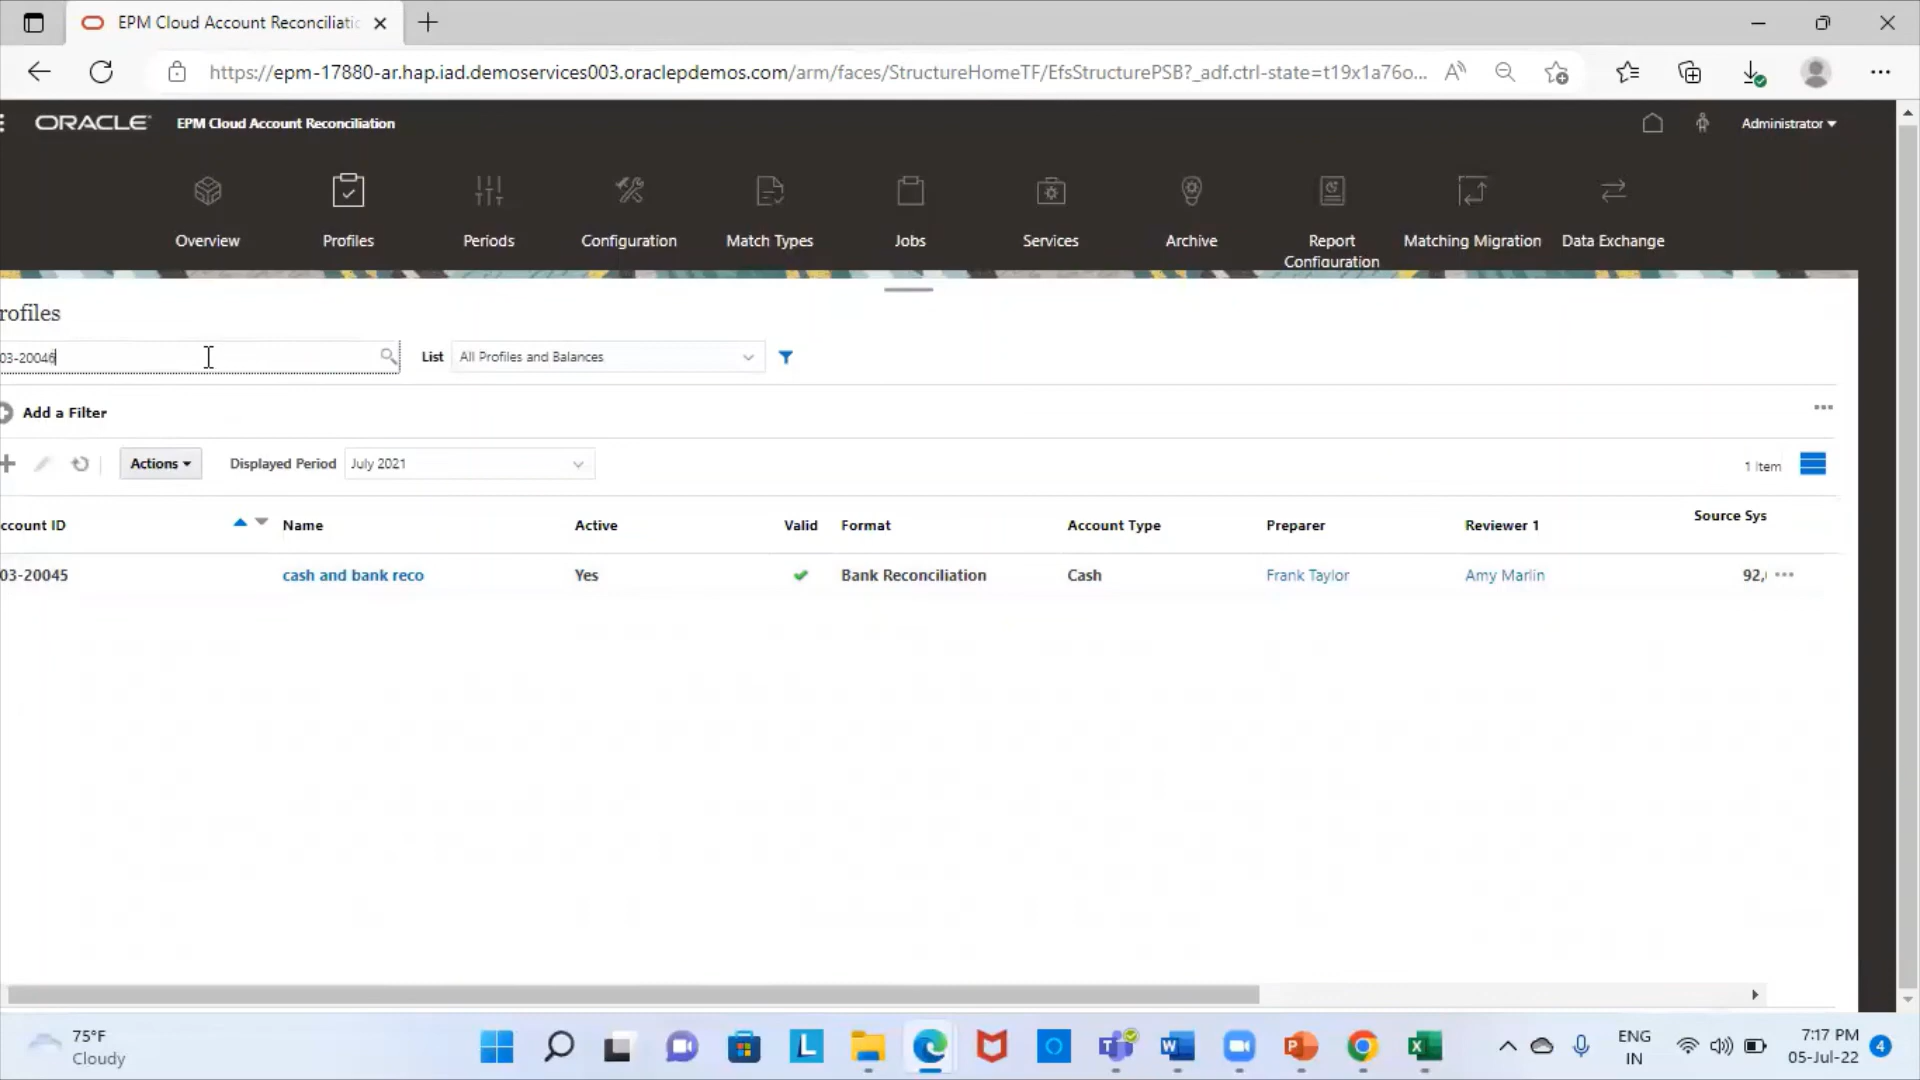 EPM Cloud Account Reconciliatic
https://epm-17880-ar.hap.iad.demoservices003.oraclepdemos.com/arm/faces/StructureHomeTF/EfsStructurePSB?_adf.ctrl-state=t19x1a76o...
ORACLE EPM Cloud Account Reconciliation
Administrator
Overview Profiles Periods Configuration Match Types Jobs Services Archive Report Configuration Matching Migration Data Exchange
rofiles
03-20046 List All Profiles and Balances
Add a Filter
Actions Displayed Period July 2021 1 Item
ccount ID Name Active Valid Format Account Type Preparer Reviewer 1 Source Sys
03-20045 cash and bank reco Yes Bank Reconciliation Cash Frank Taylor Amy Marlin 92,
75°F
Cloudy
ENG
IN
7:17 PM
05-Jul-22
4